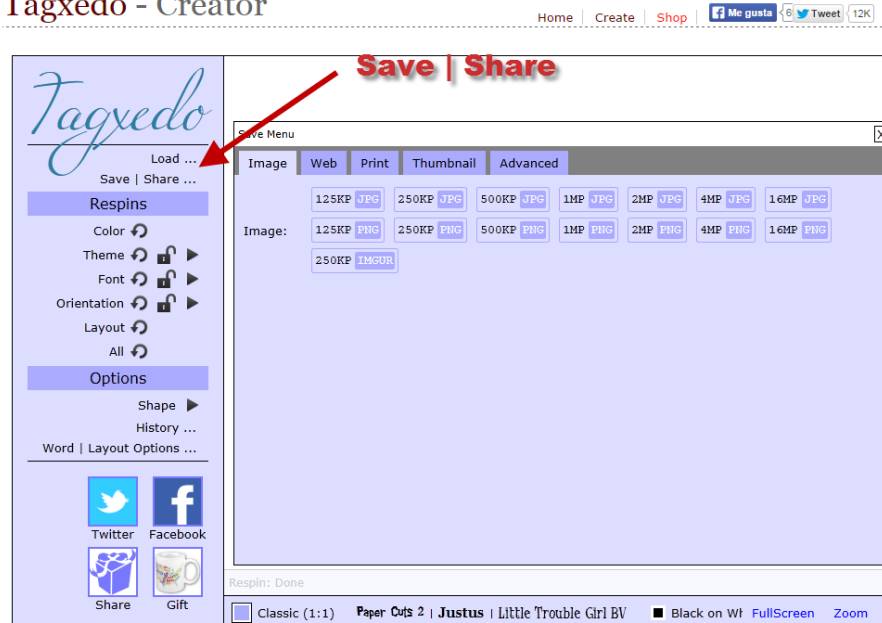 Tagxedo - Creator
Home | Create | Shop | Me gusta 6 Tweet 12K
Save | Share
Tagxedo
Load ...
Save | Share ...
Respins
Color
Theme
Font
Orientation
Layout
All
Options
Shape
History ...
Word | Layout Options ...
Twitter Facebook
Share Gift
Save Menu X
Image Web Print Thumbnail Advanced
125KP JPG 250KP JPG 500KP JPG 1MP JPG 2MP JPG 4MP JPG 16MP JPG
Image: 125KP PNG 250KP PNG 500KP PNG 1MP PNG 2MP PNG 4MP PNG 16MP PNG
250KP IMGUR
Respin: Done
Classic (1:1) Paper Cuts 2 | Justus | Little Trouble Girl BV Black on Wh FullScreen Zoom